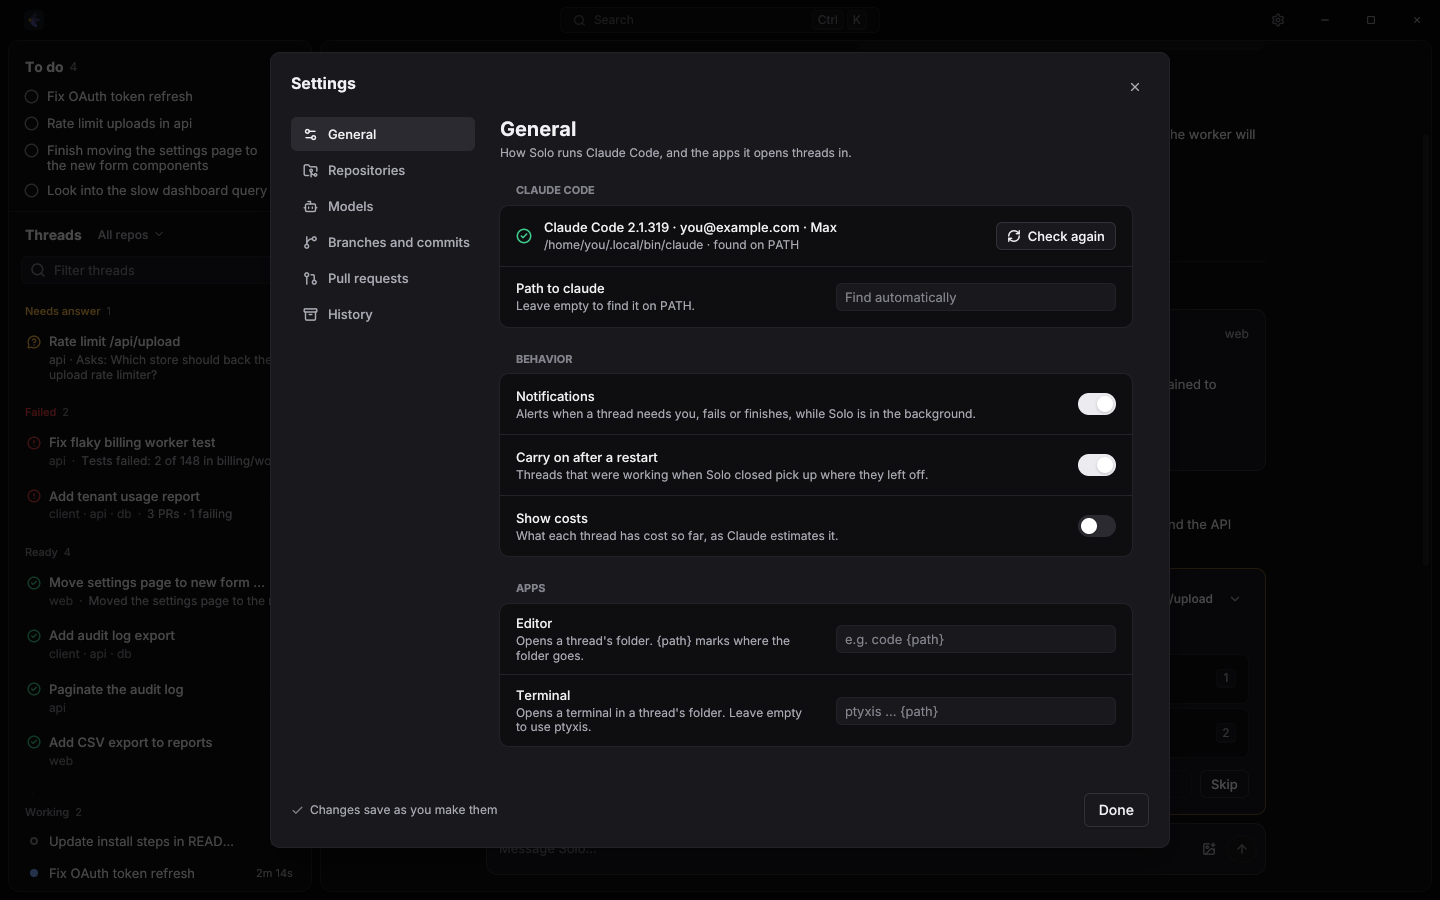 Search
Ctrl
K
To do 4
Fix OAuth token refresh
Rate limit uploads in api
Finish moving the settings page to
the new form components
Look into the slow dashboard query
Threads All repos
Filter threads
Needs answer 1
Rate limit /api/upload
api · Asks: Which store should back the
upload rate limiter?
Failed 2
Fix flaky billing worker test
api · Tests failed: 2 of 148 in billing/wo
Add tenant usage report
client · api · db · 3 PRs · 1 failing
Ready 4
Move settings page to new form ...
web · Moved the settings page to the
Add audit log export
client · api · db
Paginate the audit log
api
Add CSV export to reports
web
Working 2
Update install steps in READ...
Fix OAuth token refresh 2m 14s
Settings
General
Repositories
Models
Branches and commits
Pull requests
History
General
How Solo runs Claude Code, and the apps it opens threads in.
CLAUDE CODE
Claude Code 2.1.319 · you@example.com · Max
/home/you/.local/bin/claude · found on PATH
Check again
Path to claude
Leave empty to find it on PATH.
Find automatically
BEHAVIOR
Notifications
Alerts when a thread needs you, fails or finishes, while Solo is in the background.
Carry on after a restart
Threads that were working when Solo closed pick up where they left off.
Show costs
What each thread has cost so far, as Claude estimates it.
APPS
Editor
Opens a thread's folder. {path} marks where the
folder goes.
e.g. code {path}
Terminal
Opens a terminal in a thread's folder. Leave empty
to use ptyxis.
ptyxis ... {path}
Changes save as you make them
Done
he worker will
web
ained to
nd the API
/upload
1
2
Skip
Message Solo...